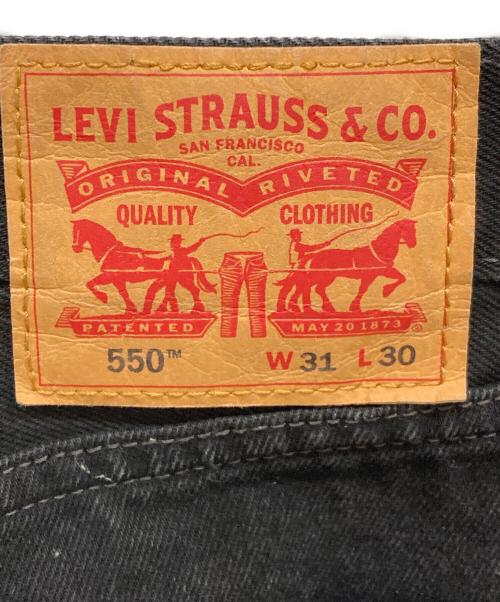 LEVI STRAUSS & CO.
SAN FRANCISCO
CAL.
ORIGINAL RIVETED
QUALITY CLOTHING
PATENTED MAY 20 1873 ®
550™ W 31 L 30